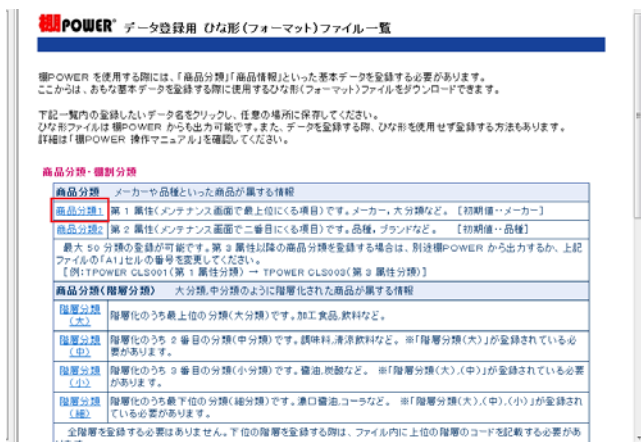 棚POWER® データ登録用 ひな形(フォーマット)ファイル一覧
棚POWER を使用する際には、「商品分類」「商品情報」といった基本データを登録する必要があります。
ここからは、おもな基本データを登録する際に使用するひな形(フォーマット)ファイルをダウンロードできます。
下記一覧内の登録したいデータ名をクリックし、任意の場所に保存してください。
ひな形ファイルは 棚POWER からも出力可能です。また、データを登録する際、ひな形を使用せず登録する方法もあります。
詳細は「棚POWER 操作マニュアル」を確認してください。
商品分類・棚割分類
商品分類 メーカーや品種といった商品が属する情報
商品分類1 第 1 属性(メンテナンス画面で最上位にくる項目)です。メーカー,大分類など。 [初期値‥メーカー]
商品分類2 第 2 属性(メンテナンス画面で二番目にくる項目)です。品種,ブランドなど。 [初期値‥品種]
最大 50 分類の登録が可能です。第 3 属性以降の商品分類を登録する場合は、別途棚POWER から出力するか、上記
ファイルの「A1」セルの番号を変更してください。
[例:TPOWER CLS001(第 1 属性分類) → TPOWER CLS003(第 3 属性分類)]
商品分類(階層分類) 大分類,中分類のように階層化された商品が属する情報
階層分類
(大)
階層化のうち最上位の分類(大分類)です。加工食品,飲料など。
階層分類
(中)
階層化のうち 2 番目の分類(中分類)です。調味料,清涼飲料など。 ※「階層分類(大)」が登録されている必
要があります。
階層分類
(小)
階層化のうち 3 番目の分類(小分類)です。醤油,炭酸など。 ※「階層分類(大),(中)」が登録されている必要
があります。
階層分類
(細)
階層化のうち最下位の分類(細分類)です。濃口醤油,コーラなど。 ※「階層分類(大),(中),(小)」が登録され
ている必要があります。
全階層を登録する必要はありません。下位の階層を登録する際は、ファイル内に上位の階層のコードを記載する必要があ